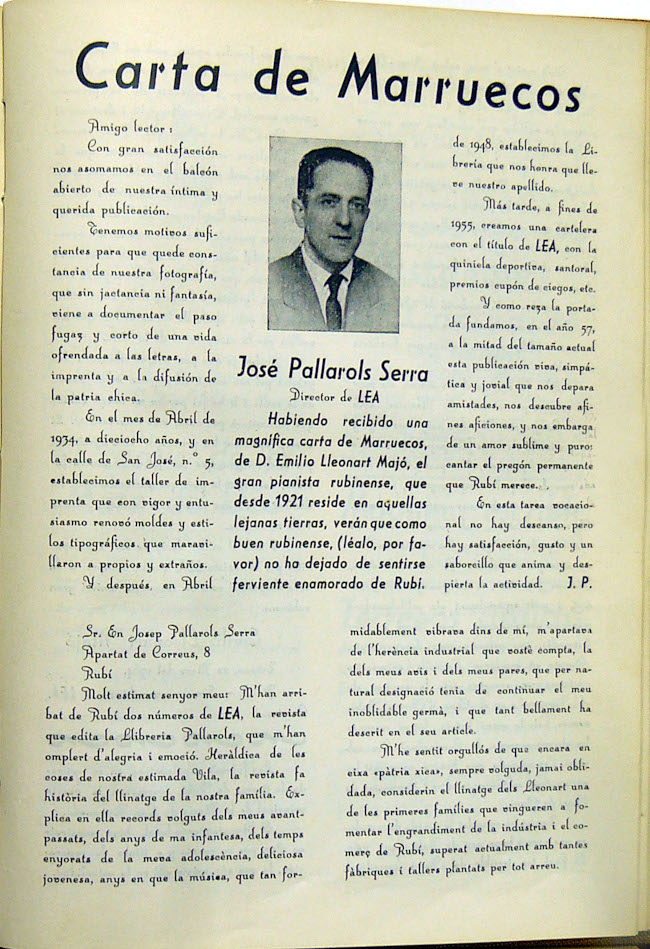 Carta de Marruecos
Amigo lector :
Con gran satisfacción
nos asomamos en el balcón
abierto de nuestra íntima y
querida publicación.
Tenemos motivos sufi-
cientes para que quede cons-
tancia de nuestra fotografía,
que sin jactancia ni fantasía,
viene a documentar el paso
fugaz y corto de una vida
ofrendada a las letras, a la
imprenta y a la difusión de
la patria chica.
En el mes de Abril de
1934, a dieciocho años, y en
la calle de San José, n.º 5,
establecimos el taller de im-
prenta que con vigor y entu-
siasmo renovó moldes y esti-
los tipográficos que maravi-
llaron a propios y extraños.
Y después, en Abril
José Pallarols Serra
Director de LEA
Habiendo recibido una
magnífica carta de Marruecos,
de D. Emilio Lleonart Majó, el
gran pianista rubinense, que
desde 1921 reside en aquellas
lejanas tierras, verán que como
buen rubinense, (léalo, por fa-
vor) no ha dejado de sentirse
ferviente enamorado de Rubí.
de 1948, establecimos la Li-
brería que nos honra que lle-
ve nuestro apellido.
Más tarde, a fines de
1955, creamos una cartelera
con el título de LEA, con la
quiniela deportiva, santoral,
premios cupón de ciegos, etc.
Y como reza la porta-
da fundamos, en el año 57,
a la mitad del tamaño actual
esta publicación viva, simpá-
tica y jovial que nos depara
amistades, nos descubre afi-
nes aficiones, y nos embarga
de un amor sublime y puro:
cantar el pregón permanente
que Rubí merece.
En esta tarea vocacio-
nal no hay descanso, pero
hay satisfacción, gusto y un
saborcillo que anima y des-
pierta la actividad. J. P.
Sr. En Josep Pallarols Serra
Apartat de Correus, 8
Rubí
Molt estimat senyor meu: M'han arri-
bat de Rubí dos números de LEA, la revista
que edita la Llibreria Pallarols, que m'han
omplert d'alegria i emoció. Heràldica de les
coses de nostra estimada Vila, la revista fa
història del llinatge de la nostra família. Ex-
plica en ella records volguts dels meus avant-
passats, dels anys de ma infantesa, dels temps
enyorats de la meva adolescència, deliciosa
jovenesa, anys en que la música, que tan for-
midablement vibrava dins de mí, m'apartava
de l'herència industrial que vostè compta, la
dels meus avis i dels meus pares, que per na-
tural designació tenia de continuar el meu
inoblidable germà, i que tant bellament ha
descrit en el seu article.
M'he sentit orgullós de que encara en
eixa «pàtria xica», sempre volguda, jamai obli-
dada, considerin el llinatge dels Lleonart una
de les primeres famílies que vingueren a fo-
mentar l'engrandiment de la indústria i el co-
merç de Rubí, superat actualment amb tantes
fàbriques i tallers plantats per tot arreu.